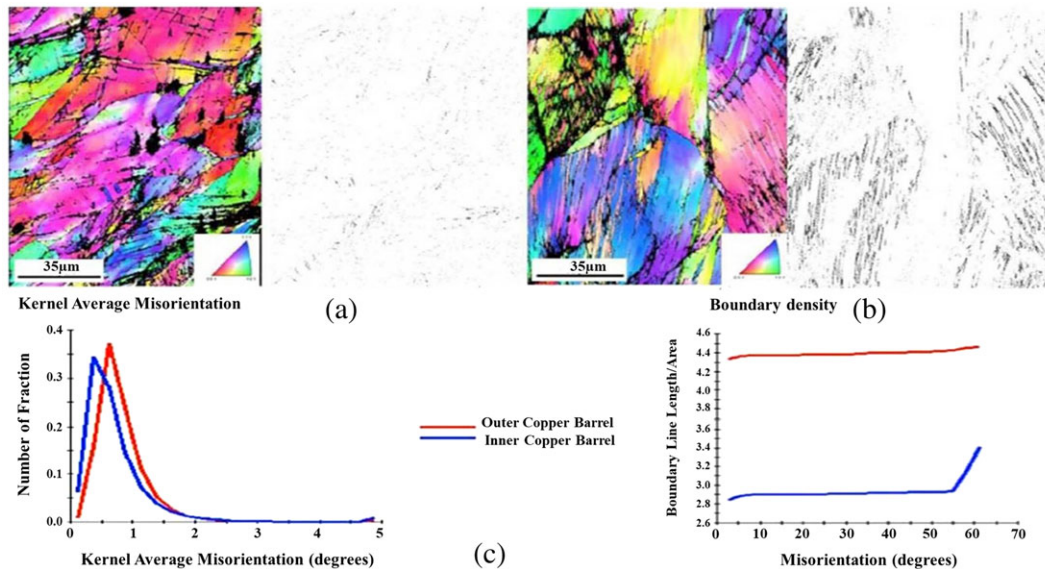 35μm
35μm
Kernel Average Misorientation
(a)
Boundary density
(b)
0.4
0.3
0.2
0.1
0.0
Number of Fraction
0 1 2 3 4 5
Kernel Average Misorientation (degrees)
Outer Copper Barrel
Inner Copper Barrel
(c)
4.6
4.4
4.2
4.0
3.8
3.6
3.4
3.2
3.0
2.8
2.6
Boundary Line Length/Area
0 10 20 30 40 50 60 70
Misorientation (degrees)